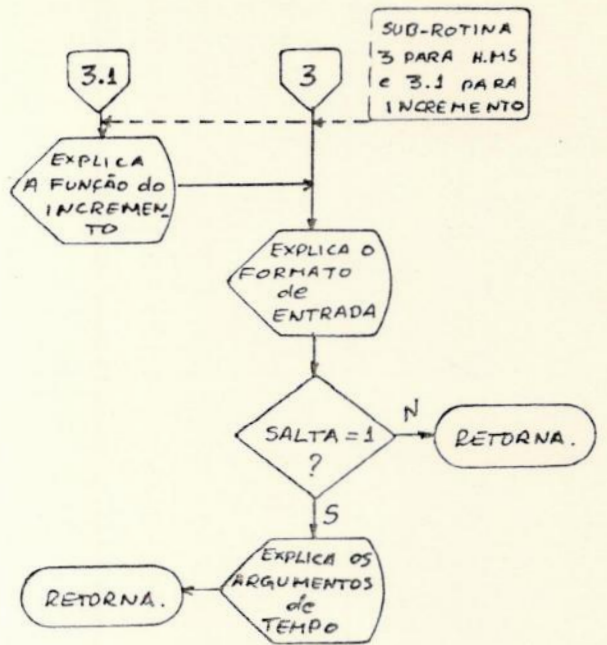 SUB-ROTINA
3 PARA H.MS
e 3.1 PARA
INCREMENTO
3.1
3
EXPLICA
A FUNÇÃO do
INCREMEN-
TO
EXPLICA O
FORMATO
de
ENTRADA
SALTA = 1
?
N
RETORNA.
S
EXPLICA OS
ARGUMENTOS
de
TEMPO
RETORNA.